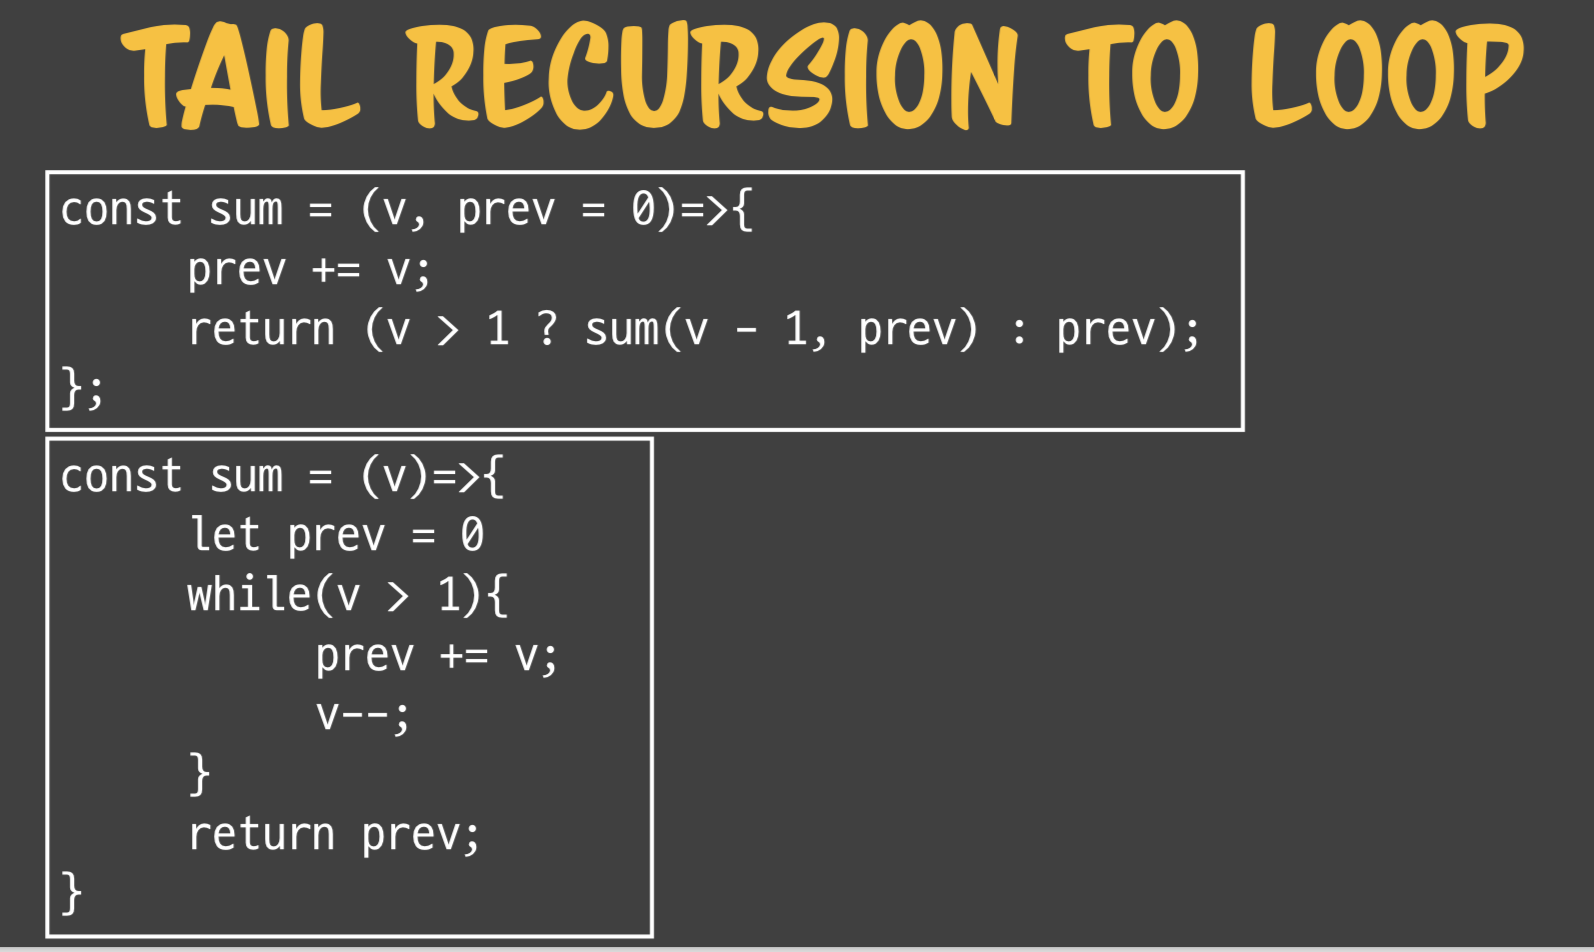 TAIL RECURSION TO LOOP
const sum = (v, prev = 0)=>{
prev += v;
return (v > 1 ? sum(v - 1, prev) : prev);
};
const sum = (v)=>{
let prev = 0
while(v > 1){
prev += v;
v--;
}
return prev;
}